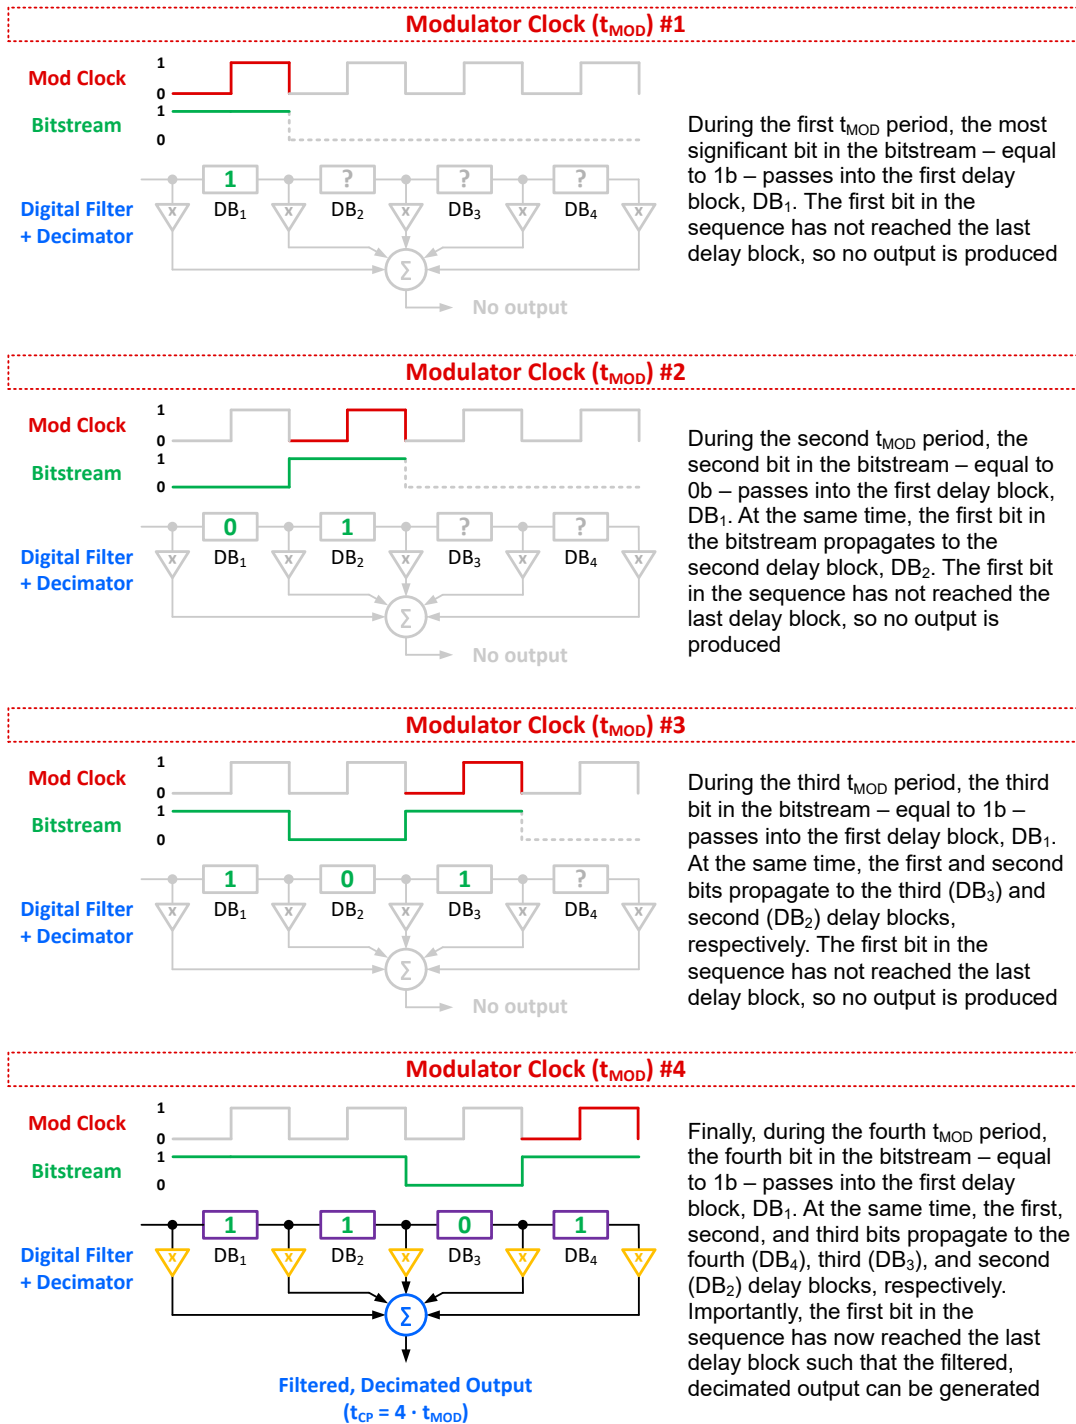 Modulator Clock (tMOD) #1
Mod Clock
1
0
Bitstream
1
0
During the first tMOD period, the most
significant bit in the bitstream – equal
to 1b – passes into the first delay
block, DB1. The first bit in the
sequence has not reached the last
delay block, so no output is produced
1 ? ? ?
DB1 DB2 DB3 DB4
Digital Filter
+ Decimator
x x x x x
Σ
No output
Modulator Clock (tMOD) #2
Mod Clock
1
0
Bitstream
1
0
During the second tMOD period, the
second bit in the bitstream – equal to
0b – passes into the first delay block,
DB1. At the same time, the first bit in
the bitstream propagates to the
second delay block, DB2. The first bit
in the sequence has not reached the
last delay block, so no output is
produced
0 1 ? ?
DB1 DB2 DB3 DB4
Digital Filter
+ Decimator
x x x x x
Σ
No output
Modulator Clock (tMOD) #3
Mod Clock
1
0
Bitstream
1
0
During the third tMOD period, the third
bit in the bitstream – equal to 1b –
passes into the first delay block, DB1.
At the same time, the first and second
bits propagate to the third (DB3) and
second (DB2) delay blocks,
respectively. The first bit in the
sequence has not reached the last
delay block, so no output is produced
1 0 1 ?
DB1 DB2 DB3 DB4
Digital Filter
+ Decimator
x x x x x
Σ
No output
Modulator Clock (tMOD) #4
Mod Clock
1
0
Bitstream
1
0
Finally, during the fourth tMOD period,
the fourth bit in the bitstream – equal
to 1b – passes into the first delay
block, DB1. At the same time, the first,
second, and third bits propagate to the
fourth (DB4), third (DB3), and second
(DB2) delay blocks, respectively.
Importantly, the first bit in the
sequence has now reached the last
delay block such that the filtered,
decimated output can be generated
1 1 0 1
DB1 DB2 DB3 DB4
Digital Filter
+ Decimator
x x x x x
Σ
Filtered, Decimated Output
(tCP = 4 · tMOD)